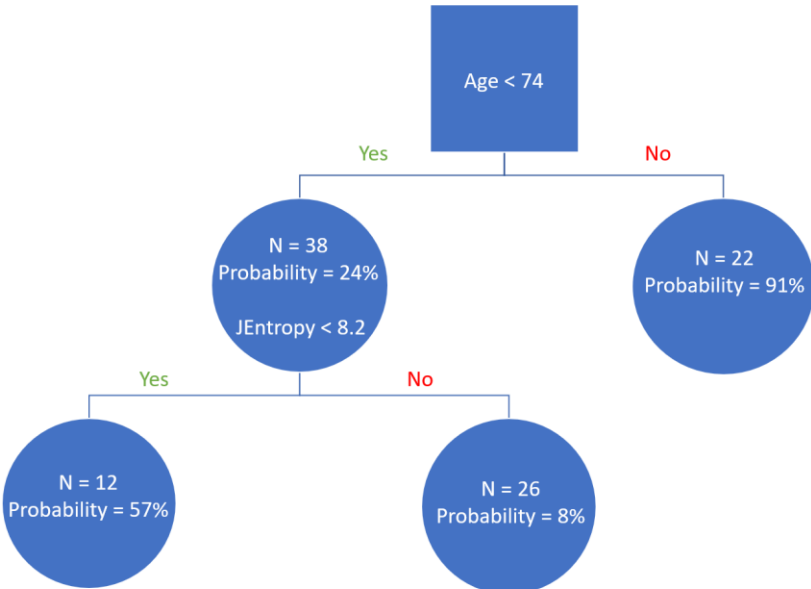 Age < 74
Yes
No
N = 38
Probability = 24%
JEntropy < 8.2
N = 22
Probability = 91%
Yes
No
N = 12
Probability = 57%
N = 26
Probability = 8%